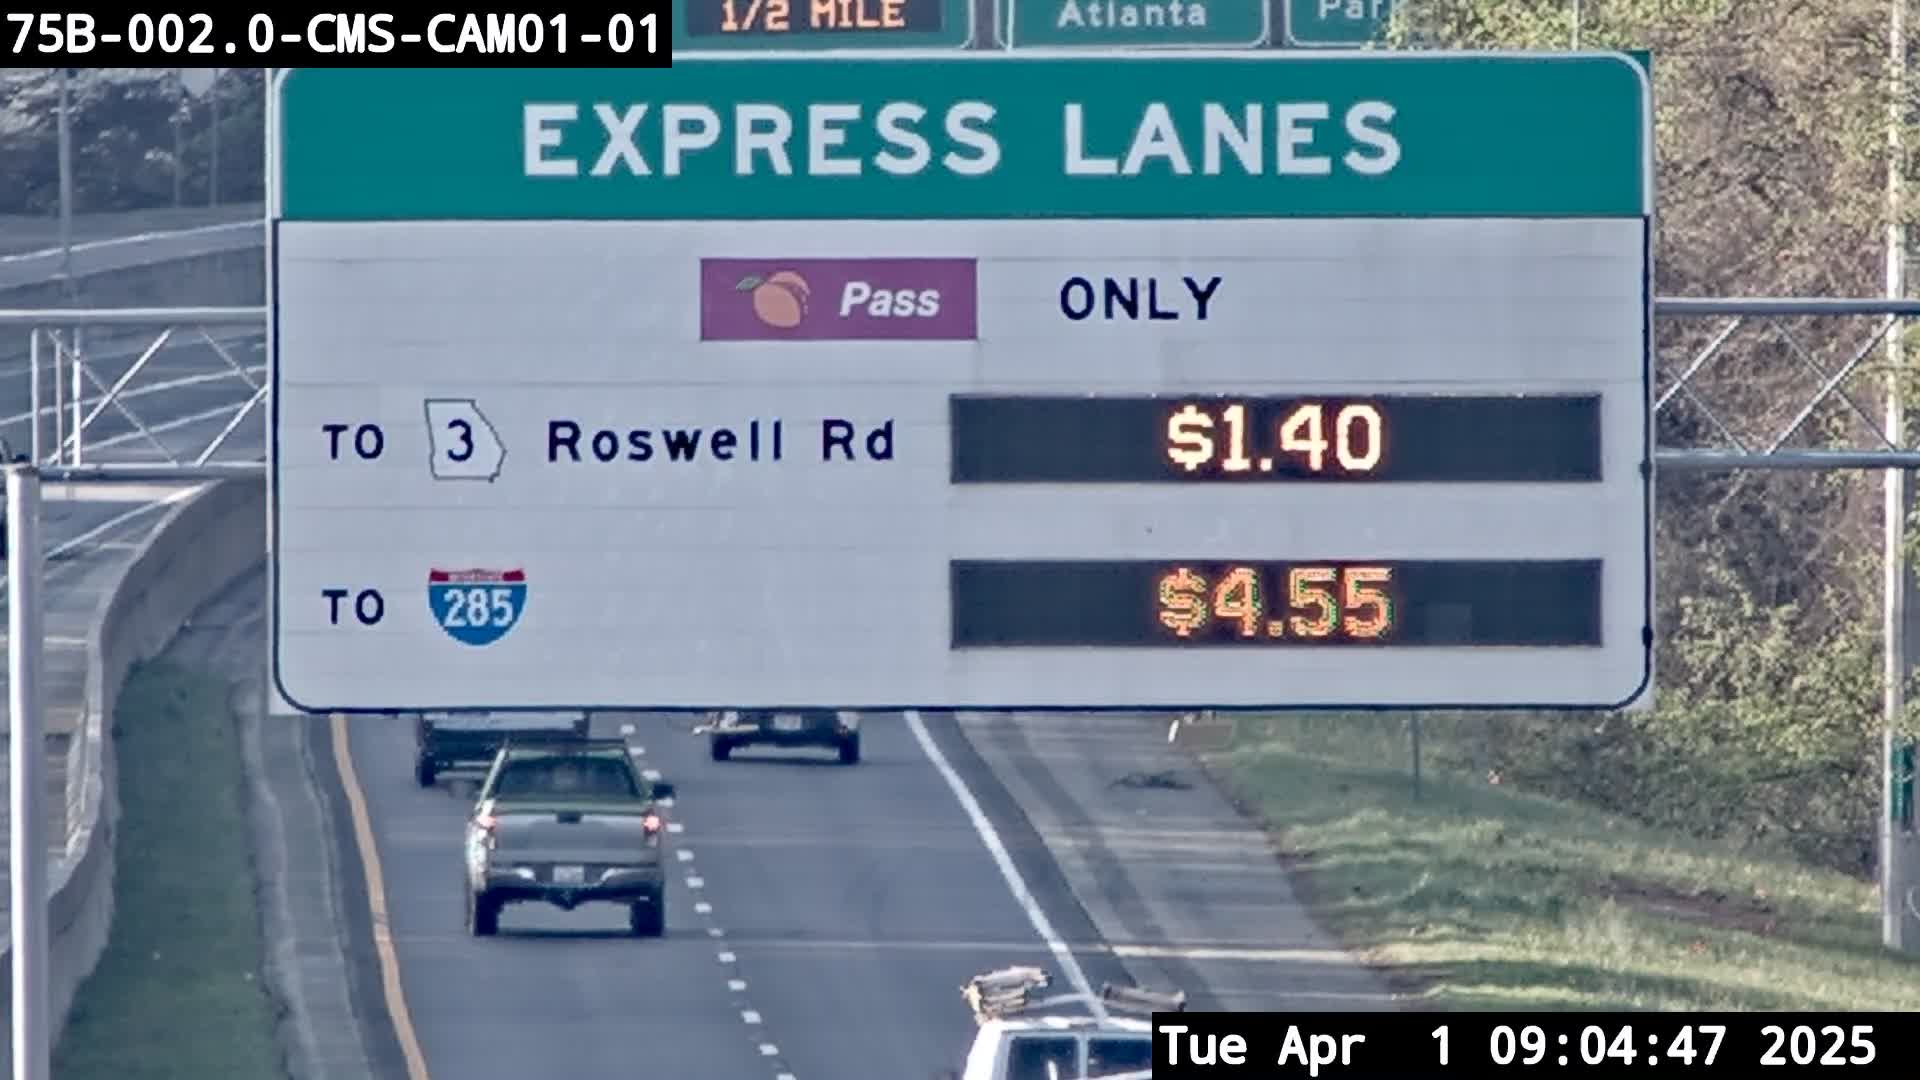 75B-002.0-CMS-CAM01-01
1/2 MILE
Atlanta
EXPRESS LANES
Pass ONLY
TO 3 Roswell Rd $1.40
TO 285 $4.55
Tue Apr 1 09:04:47 2025